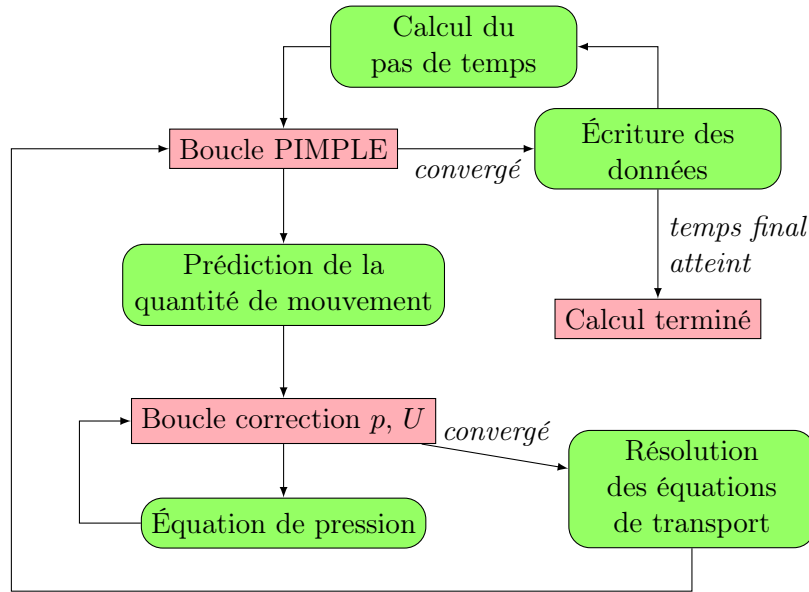 Calcul du
pas de temps
Boucle PIMPLE
convergé
Écriture des
données
temps final
atteint
Prédiction de la
quantité de mouvement
Calcul terminé
Boucle correction p, U
convergé
Résolution
des équations
de transport
Équation de pression